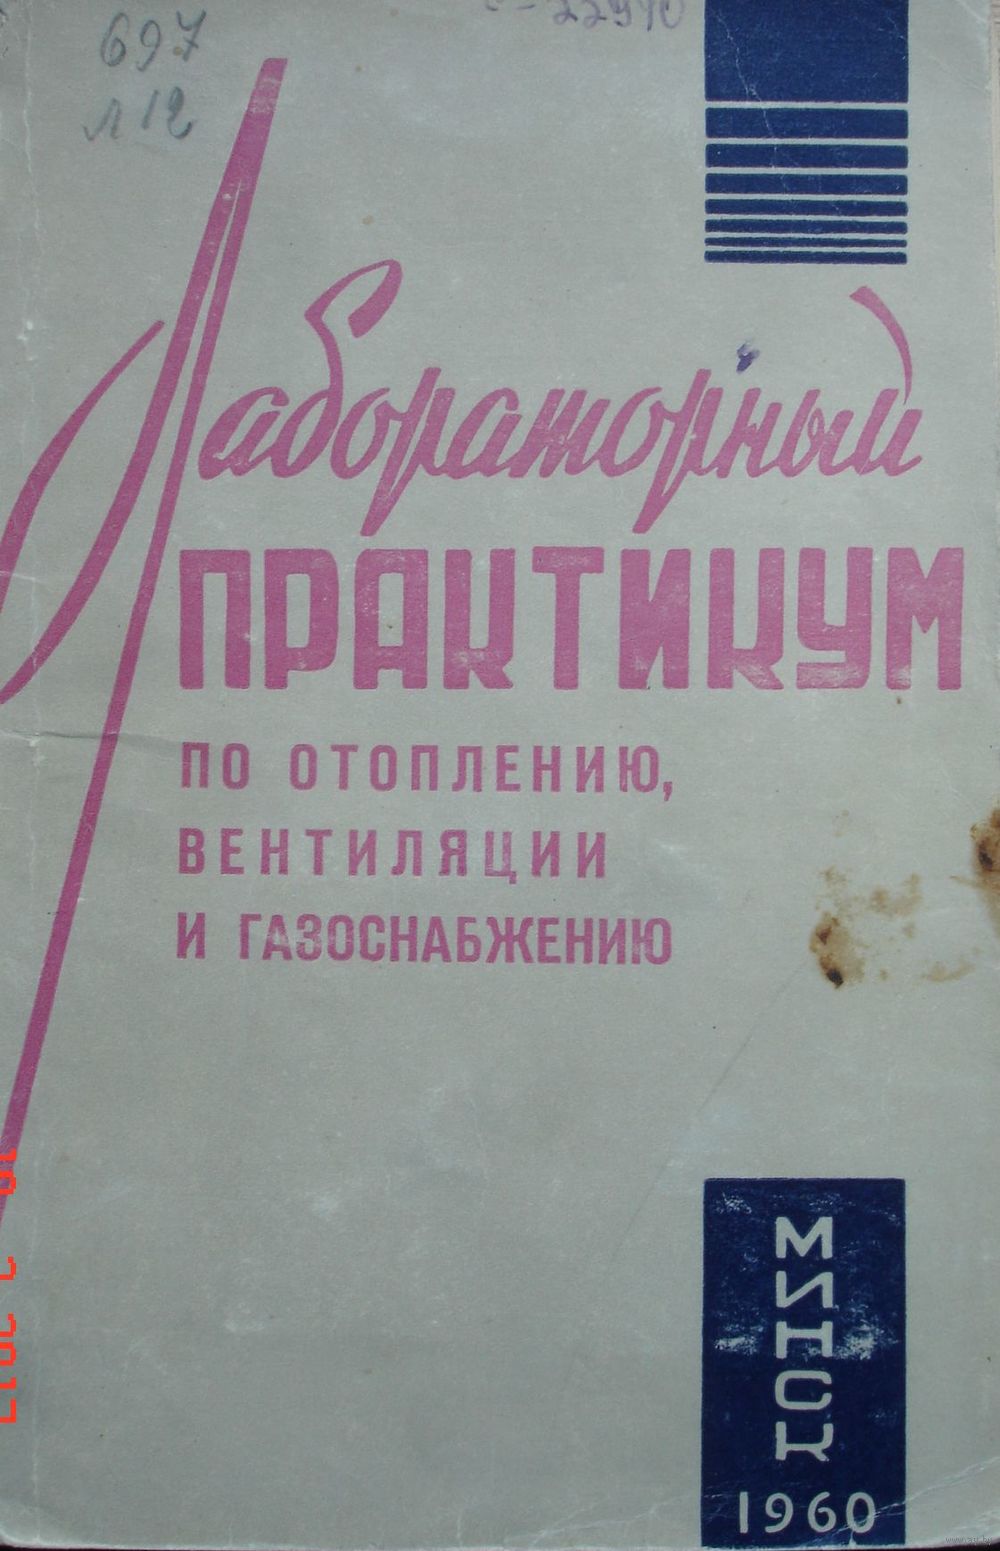 697
Л12
Лабораторный
ПРАКТИКУМ
ПО ОТОПЛЕНИЮ,
ВЕНТИЛЯЦИИ
И ГАЗОСНАБЖЕНИЮ
МИНСК
1960